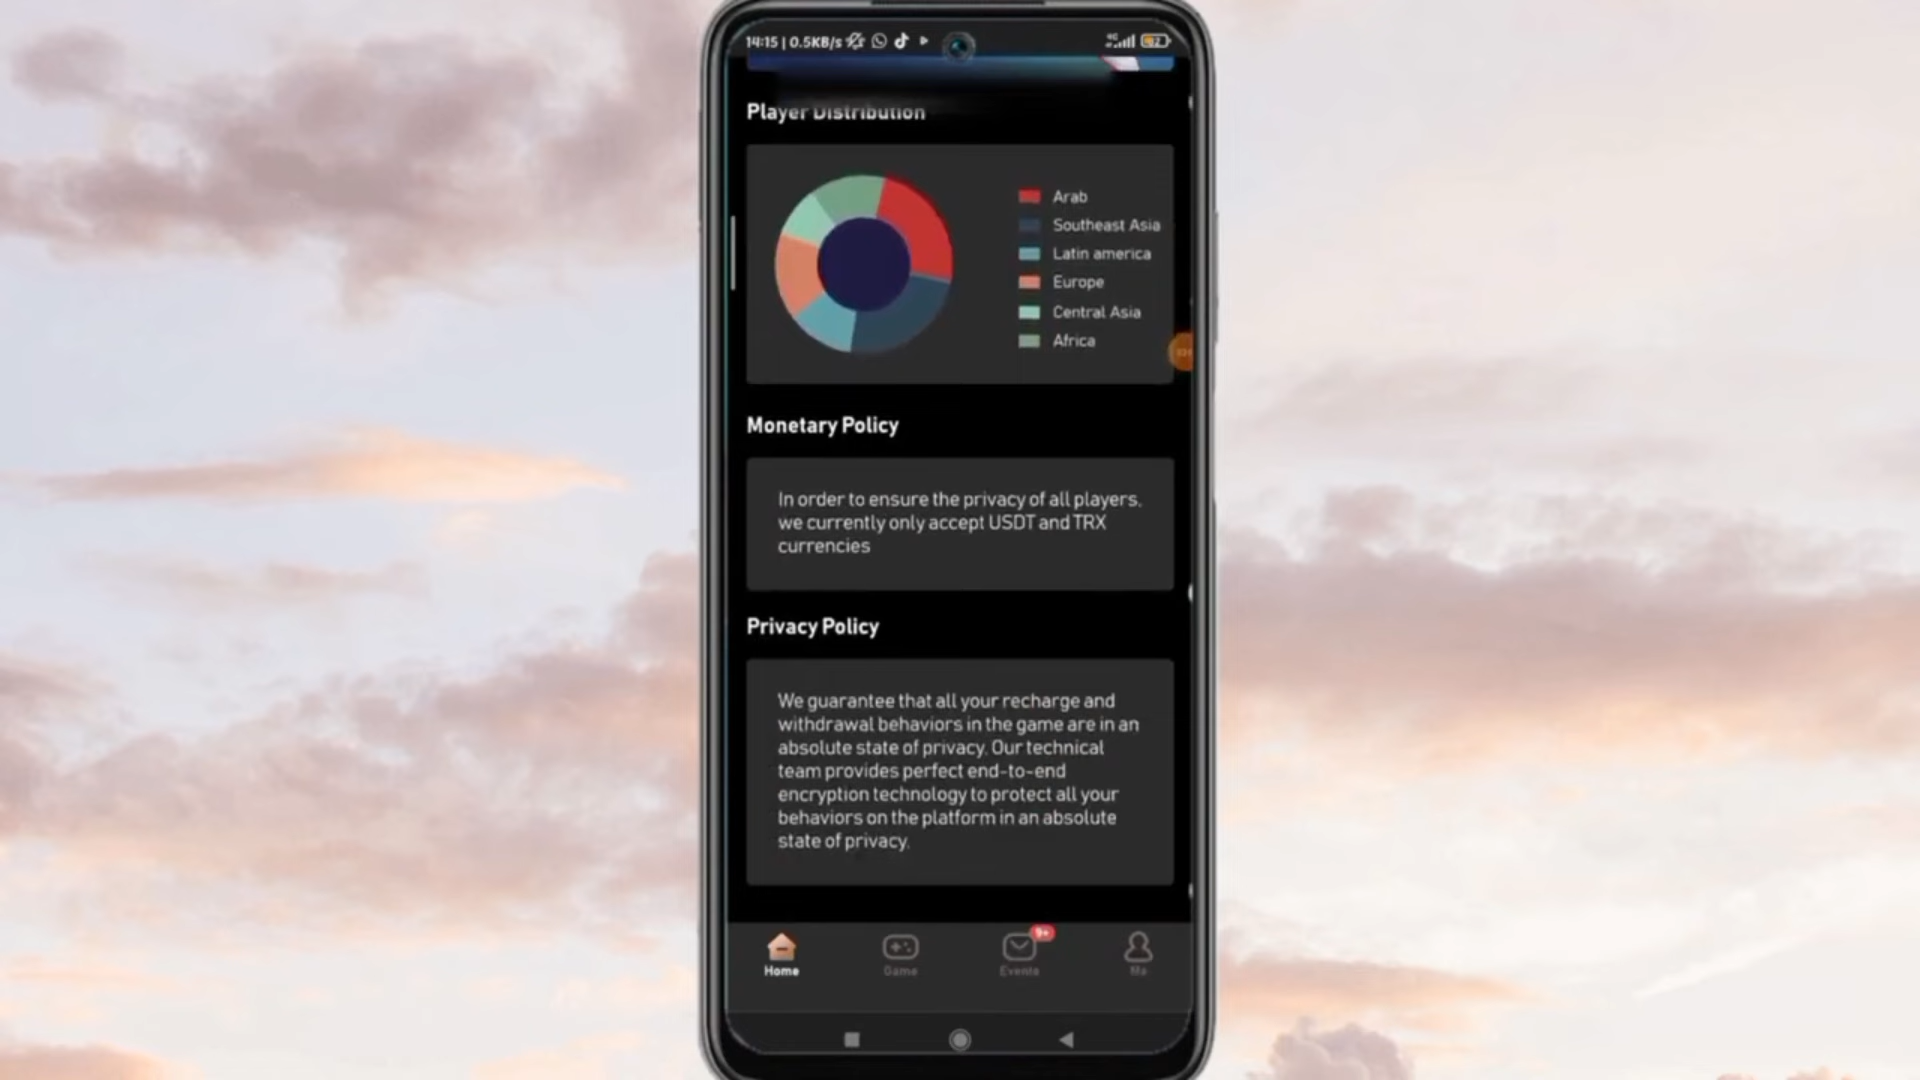 14:15 | 0.5KB/s
Player Distribution
Arab
Southeast Asia
Latin america
Europe
Central Asia
Africa
Monetary Policy
In order to ensure the privacy of all players,
we currently only accept USDT and TRX
currencies
Privacy Policy
We guarantee that all your recharge and
withdrawal behaviors in the game are in an
absolute state of privacy. Our technical
team provides perfect end-to-end
encryption technology to protect all your
behaviors on the platform in an absolute
state of privacy.
9+
Home
Game
Events
Me